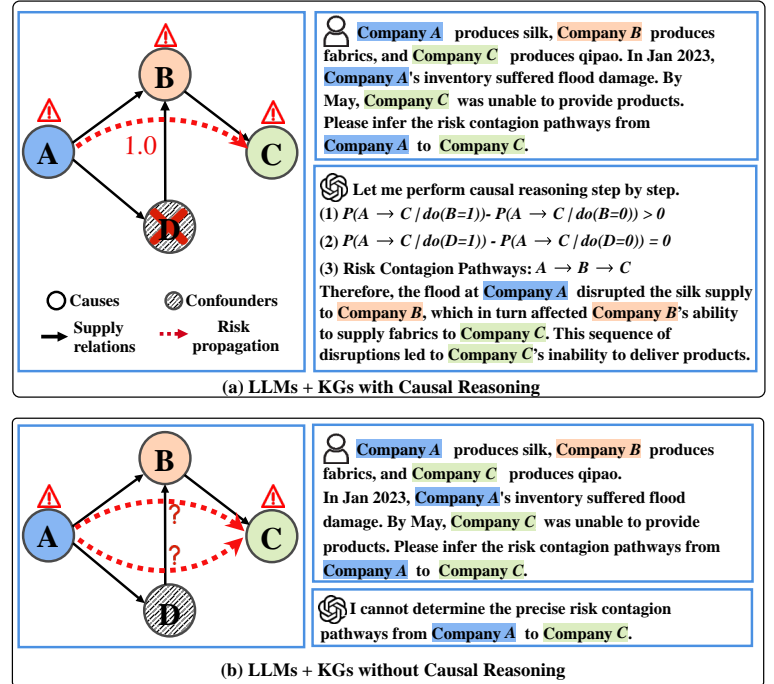 B
A
C
1.0
D
Causes
Confounders
Supply relations
Risk propagation
Company A produces silk, Company B produces
fabrics, and Company C produces qipao. In Jan 2023,
Company A's inventory suffered flood damage. By
May, Company C was unable to provide products.
Please infer the risk contagion pathways from
Company A to Company C.
Let me perform causal reasoning step by step.
(1) P(A → C / do(B=1))- P(A → C / do(B=0)) > 0
(2) P(A → C / do(D=1)) - P(A → C / do(D=0)) = 0
(3) Risk Contagion Pathways: A → B → C
Therefore, the flood at Company A disrupted the silk supply
to Company B, which in turn affected Company B's ability
to supply fabrics to Company C. This sequence of
disruptions led to Company C's inability to deliver products.
(a) LLMs + KGs with Causal Reasoning
B
A
C
?
?
D
Company A produces silk, Company B produces
fabrics, and Company C produces qipao.
In Jan 2023, Company A's inventory suffered flood
damage. By May, Company C was unable to provide
products. Please infer the risk contagion pathways from
Company A to Company C.
I cannot determine the precise risk contagion
pathways from Company A to Company C.
(b) LLMs + KGs without Causal Reasoning